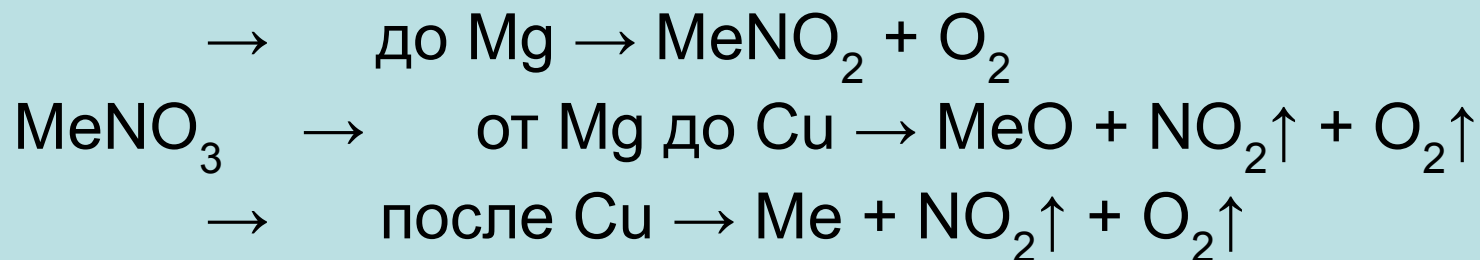 → до Mg → MeNO₂ + O₂
MeNO₃ → от Mg до Cu → MeO + NO₂↑ + O₂↑
→ после Cu → Me + NO₂↑ + O₂↑